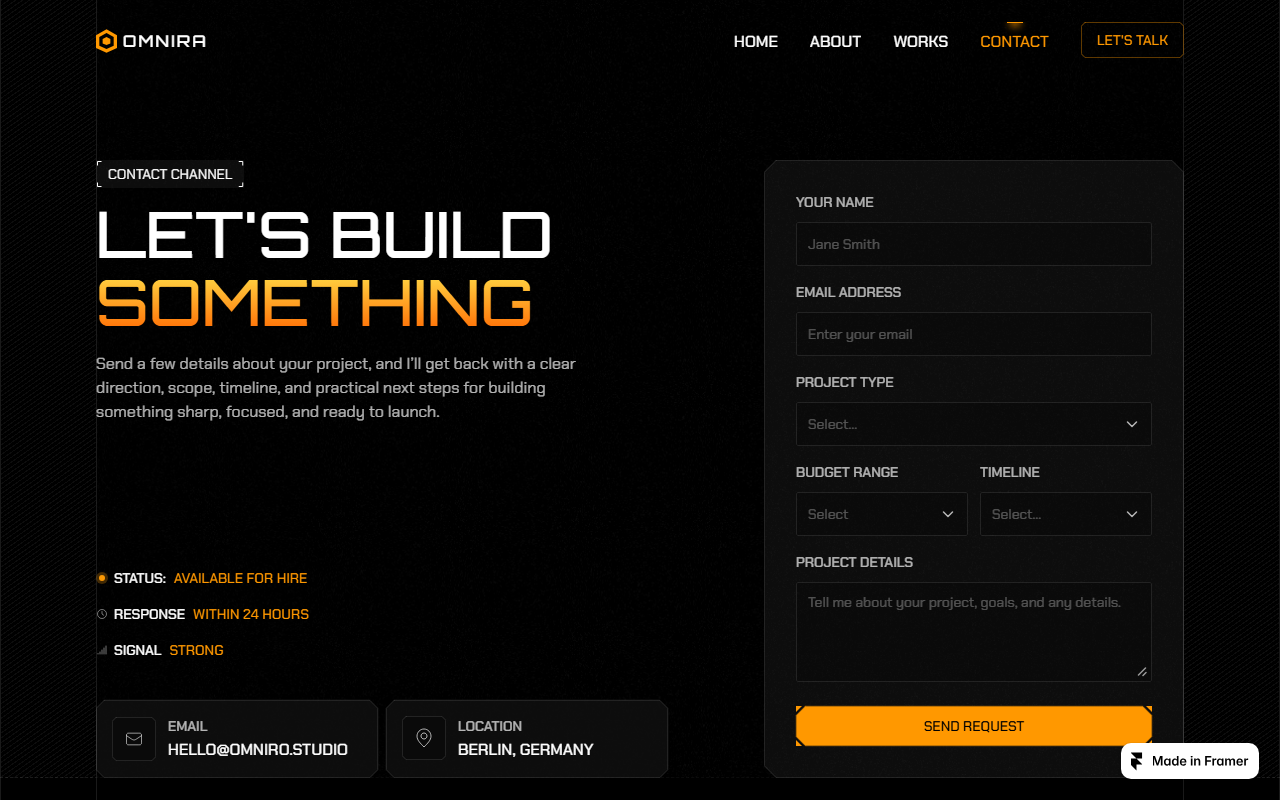 OMNIRA
HOME
ABOUT
WORKS
CONTACT
LET'S TALK
CONTACT CHANNEL
LET'S BUILD
SOMETHING
Send a few details about your project, and I'll get back with a clear
direction, scope, timeline, and practical next steps for building
something sharp, focused, and ready to launch.
STATUS: AVAILABLE FOR HIRE
RESPONSE WITHIN 24 HOURS
SIGNAL STRONG
EMAIL
HELLO@OMNIRO.STUDIO
LOCATION
BERLIN, GERMANY
YOUR NAME
Jane Smith
EMAIL ADDRESS
Enter your email
PROJECT TYPE
Select...
BUDGET RANGE
Select
TIMELINE
Select...
PROJECT DETAILS
Tell me about your project, goals, and any details.
SEND REQUEST
Made in Framer